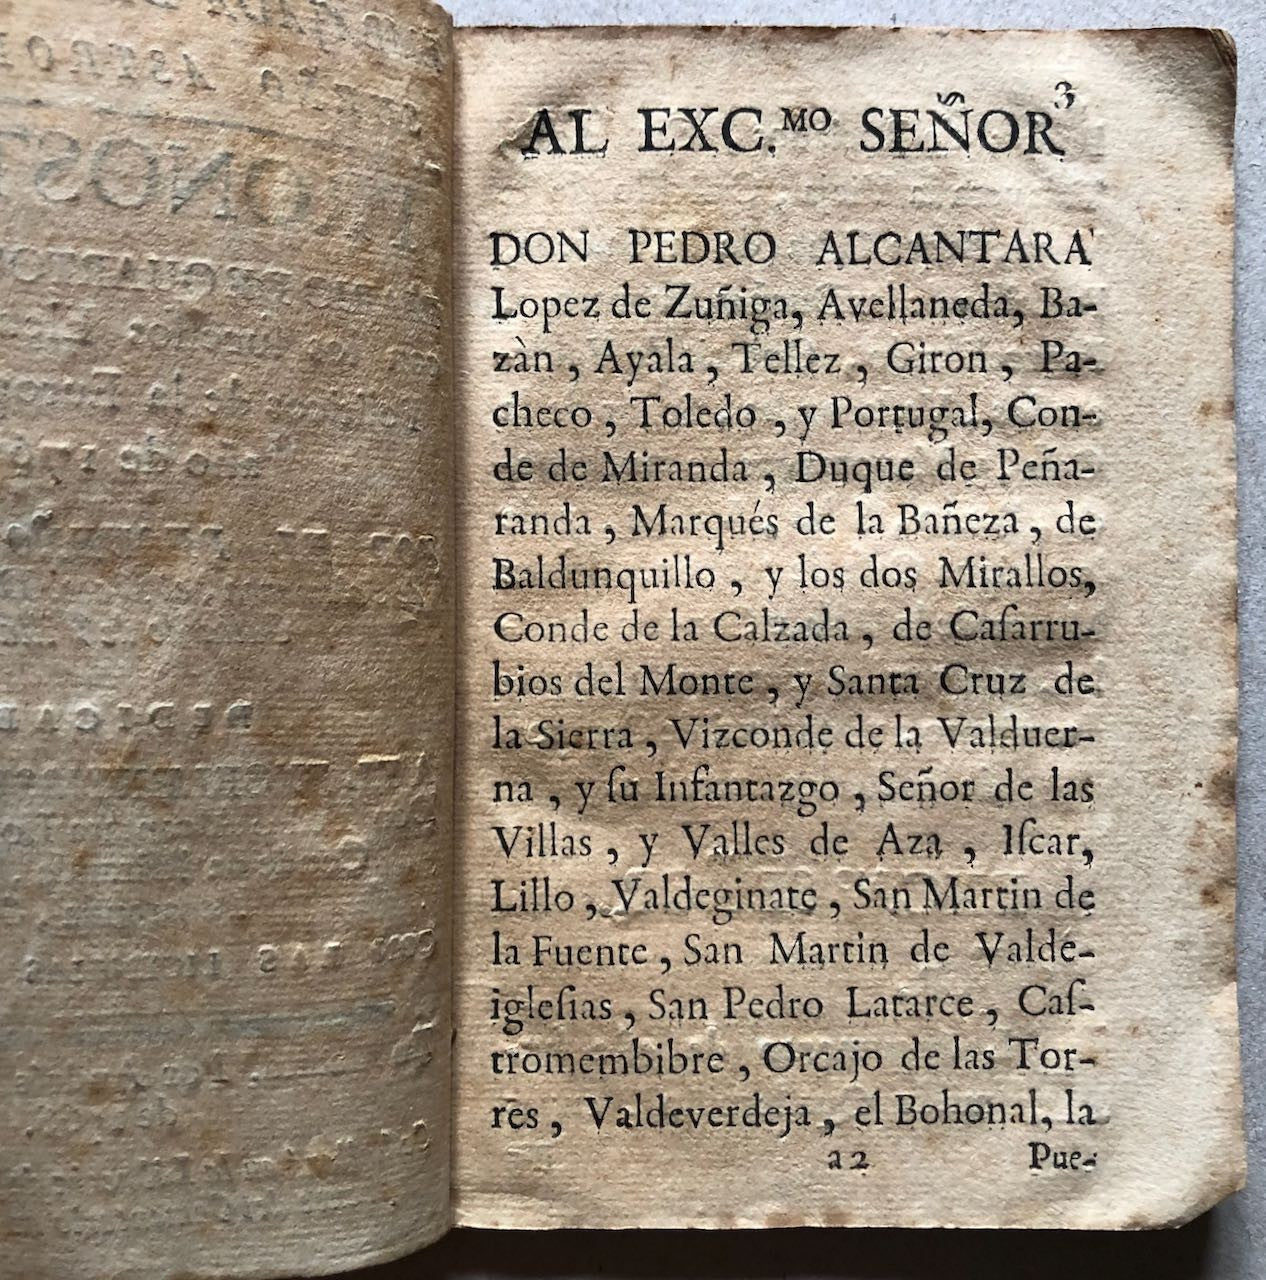 3
AL EXC.MO SEÑOR
DON PEDRO ALCANTARA
Lopez de Zuñiga, Avellaneda, Ba-
zàn, Ayala, Tellez, Giron, Pa-
checo, Toledo, y Portugal, Con-
de de Miranda, Duque de Peña-
randa, Marqués de la Bañeza, de
Baldunquillo, y los dos Mirallos,
Conde de la Calzada, de Caſarru-
bios del Monte, y Santa Cruz de
la Sierra, Vizconde de la Valduer-
na, y ſu Infantazgo, Señor de las
Villas, y Valles de Aza, Iſcar,
Lillo, Valdeginate, San Martin de
la Fuente, San Martin de Valde-
igleſias, San Pedro Latarce, Caſ-
tromembibre, Orcajo de las Tor-
res, Valdeverdeja, el Bohonal, la
a2 Pue-